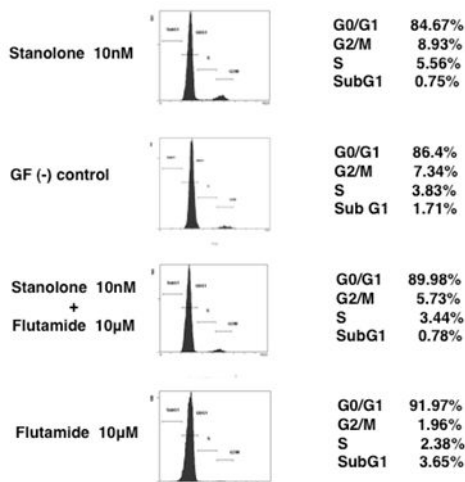 Stanolone 10nM
G0/G1 84.67%
G2/M 8.93%
S 5.56%
SubG1 0.75%
GF (-) control
G0/G1 86.4%
G2/M 7.34%
S 3.83%
Sub G1 1.71%
Stanolone 10nM
+
Flutamide 10µM
G0/G1 89.98%
G2/M 5.73%
S 3.44%
SubG1 0.78%
Flutamide 10µM
G0/G1 91.97%
G2/M 1.96%
S 2.38%
SubG1 3.65%